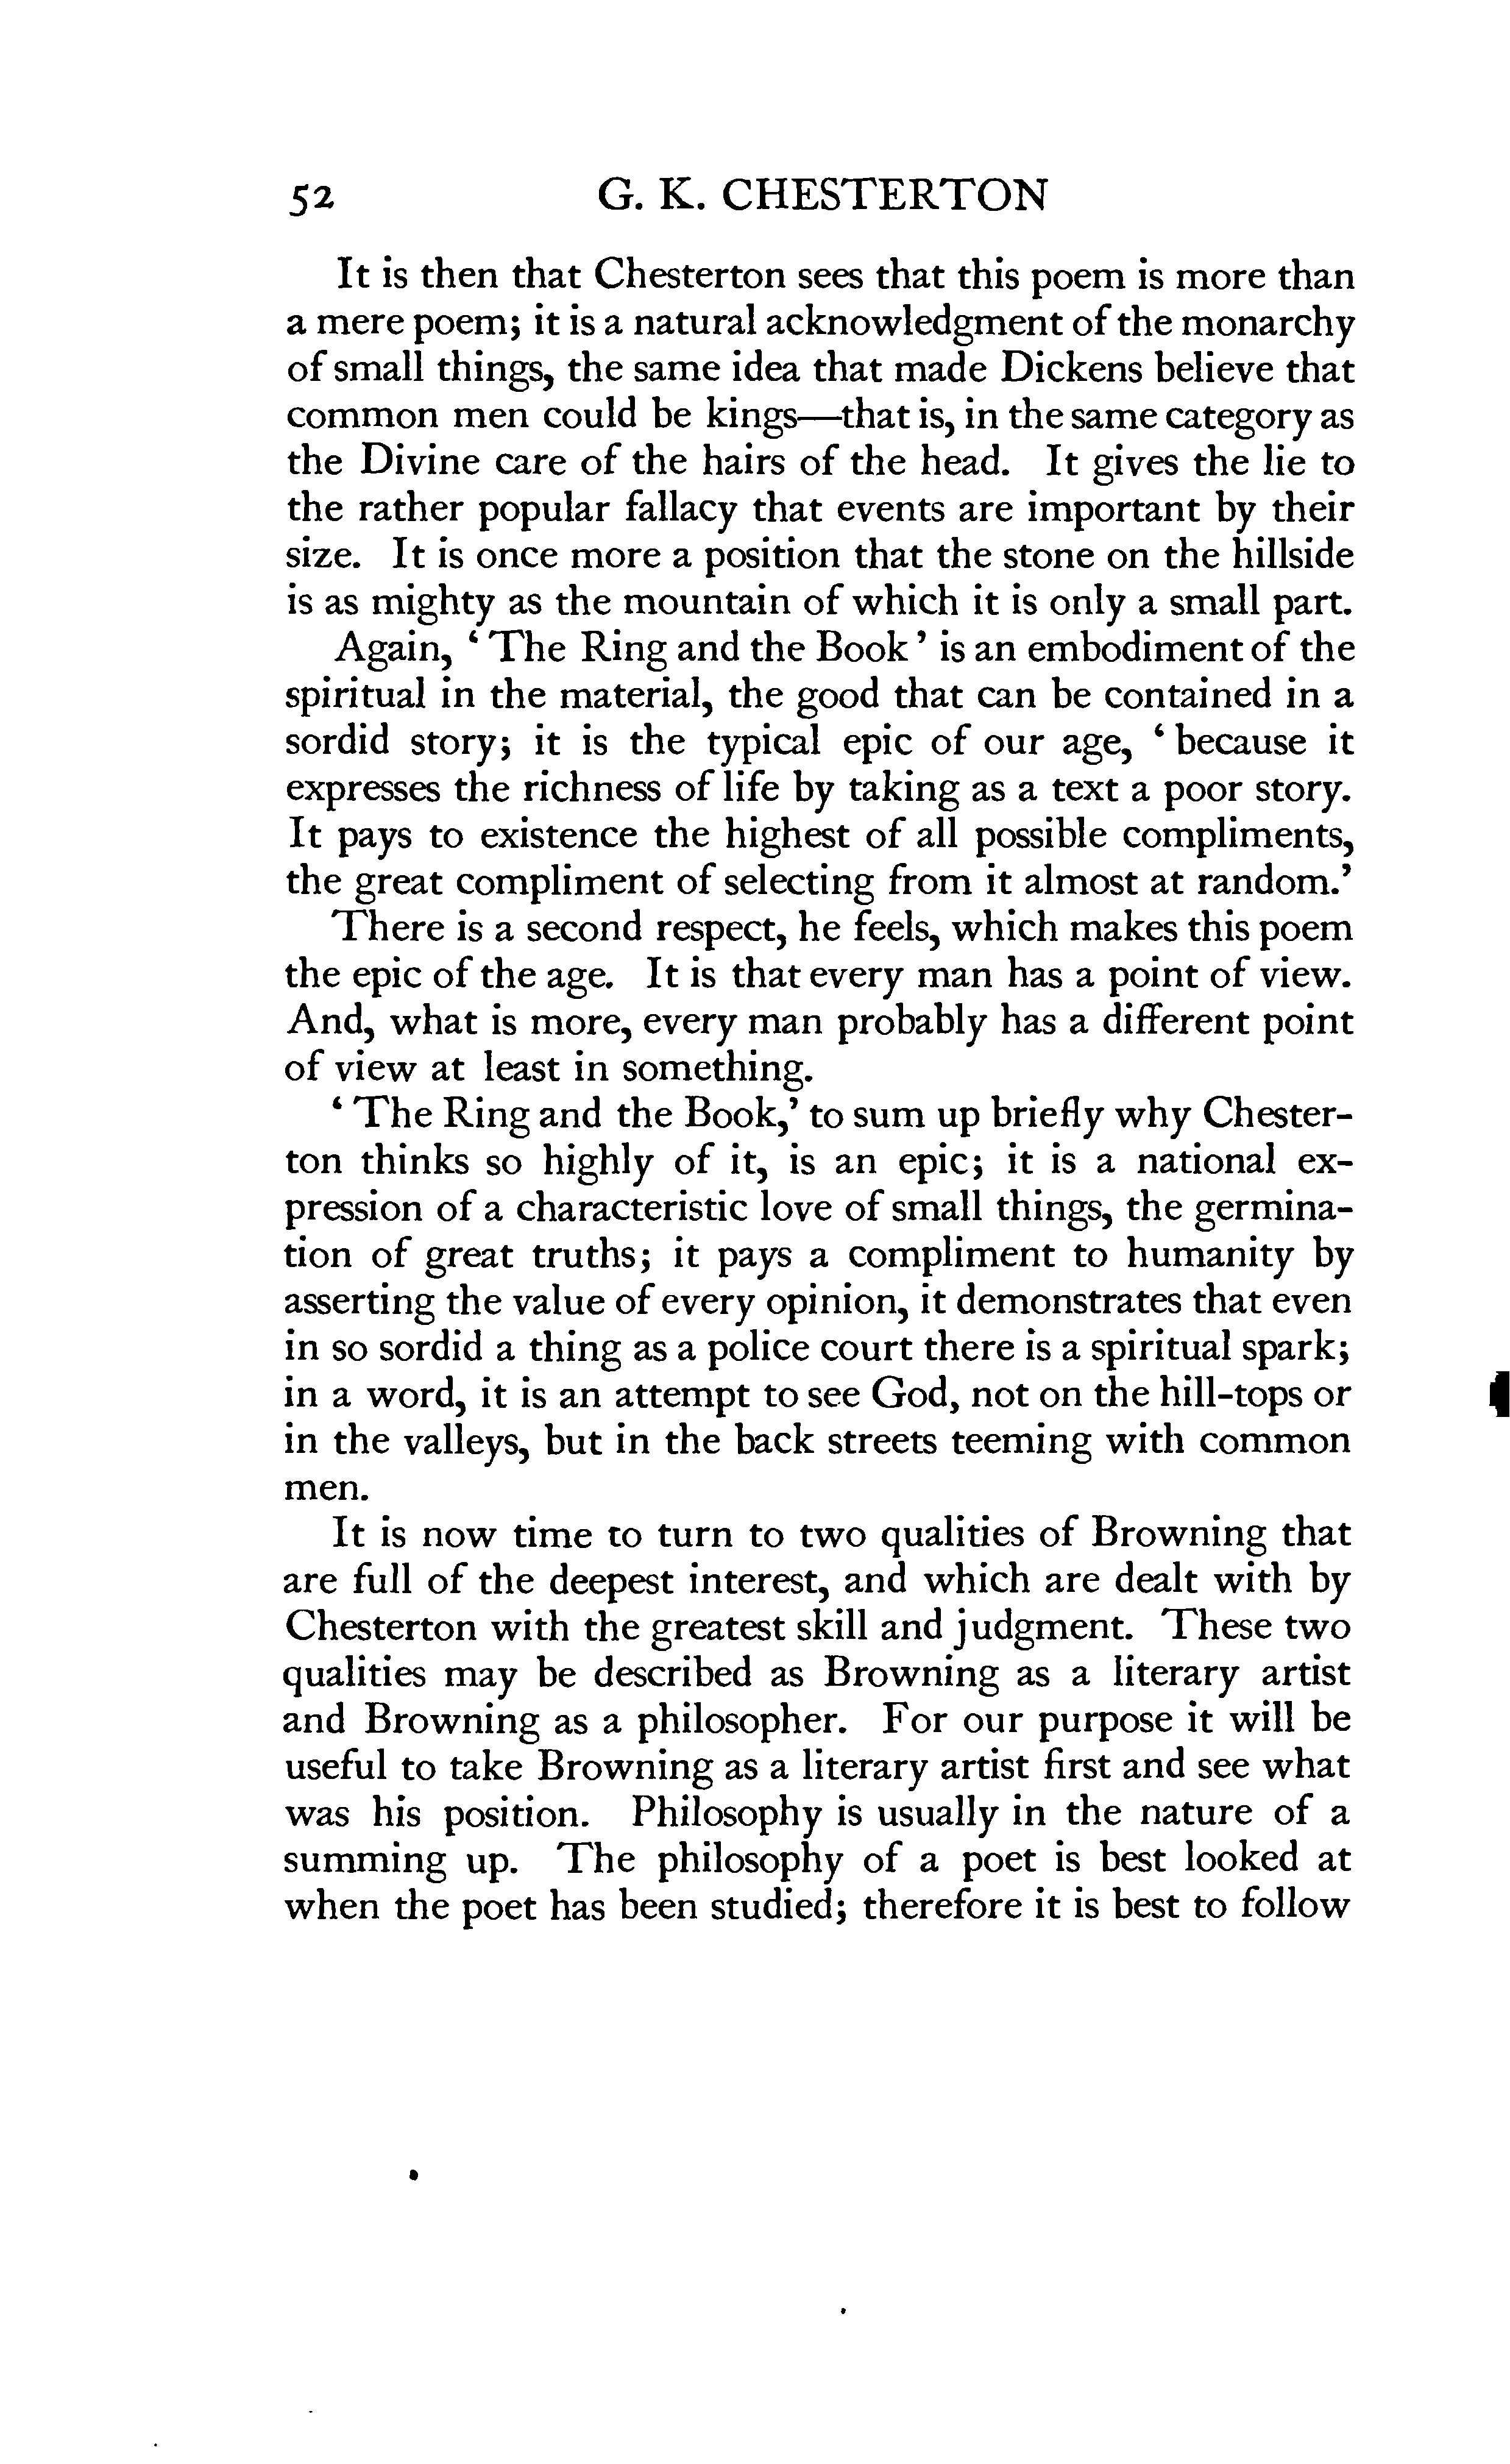 52 G. K. CHESTERTON
It is then that Chesterton sees that this poem is more than
a mere poem; it is a natural acknowledgment of the monarchy
of small things, the same idea that made Dickens believe that
common men could be kings—that is, in the same category as
the Divine care of the hairs of the head. It gives the lie to
the rather popular fallacy that events are important by their
size. It is once more a position that the stone on the hillside
is as mighty as the mountain of which it is only a small part.
Again, ‘ The Ring and the Book ’ is an embodiment of the
spiritual in the material, the good that can be contained in a
sordid story; it is the typical epic of our age, ‘ because it
expresses the richness of life by taking as a text a poor story.
It pays to existence the highest of all possible compliments,
the great compliment of selecting from it almost at random.’
There is a second respect, he feels, which makes this poem
the epic of the age. It is that every man has a point of view.
And, what is more, every man probably has a different point
of view at least in something.
‘ The Ring and the Book,’ to sum up briefly why Chester-
ton thinks so highly of it, is an epic; it is a national ex-
pression of a characteristic love of small things, the germina-
tion of great truths; it pays a compliment to humanity by
asserting the value of every opinion, it demonstrates that even
in so sordid a thing as a police court there is a spiritual spark;
in a word, it is an attempt to see God, not on the hill-tops or
in the valleys, but in the back streets teeming with common
men.
It is now time to turn to two qualities of Browning that
are full of the deepest interest, and which are dealt with by
Chesterton with the greatest skill and judgment. These two
qualities may be described as Browning as a literary artist
and Browning as a philosopher. For our purpose it will be
useful to take Browning as a literary artist first and see what
was his position. Philosophy is usually in the nature of a
summing up. The philosophy of a poet is best looked at
when the poet has been studied; therefore it is best to follow